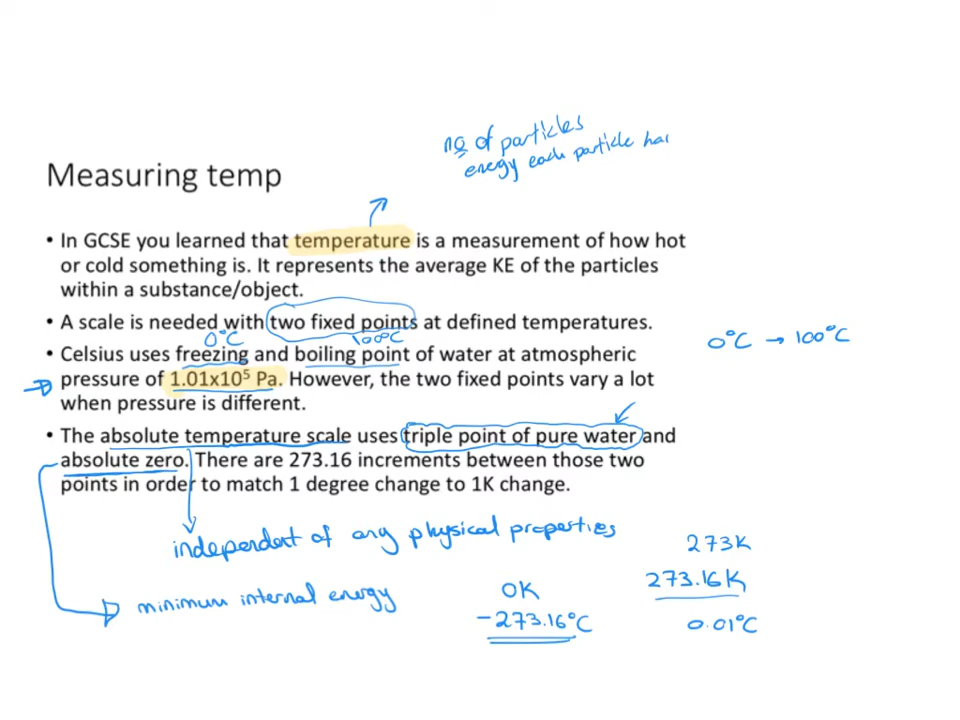 no of particles
energy each particle has
Measuring temp
• In GCSE you learned that temperature is a measurement of how hot
or cold something is. It represents the average KE of the particles
within a substance/object.
• A scale is needed with two fixed points at defined temperatures.
0°C 100°C
0°C → 100°C
• Celsius uses freezing and boiling point of water at atmospheric
pressure of 1.01x10⁵ Pa. However, the two fixed points vary a lot
when pressure is different.
• The absolute temperature scale uses triple point of pure water and
absolute zero. There are 273.16 increments between those two
points in order to match 1 degree change to 1K change.
independent of any physical properties
273K
minimum internal energy
0K
273.16K
-273.16°C
0.01°C